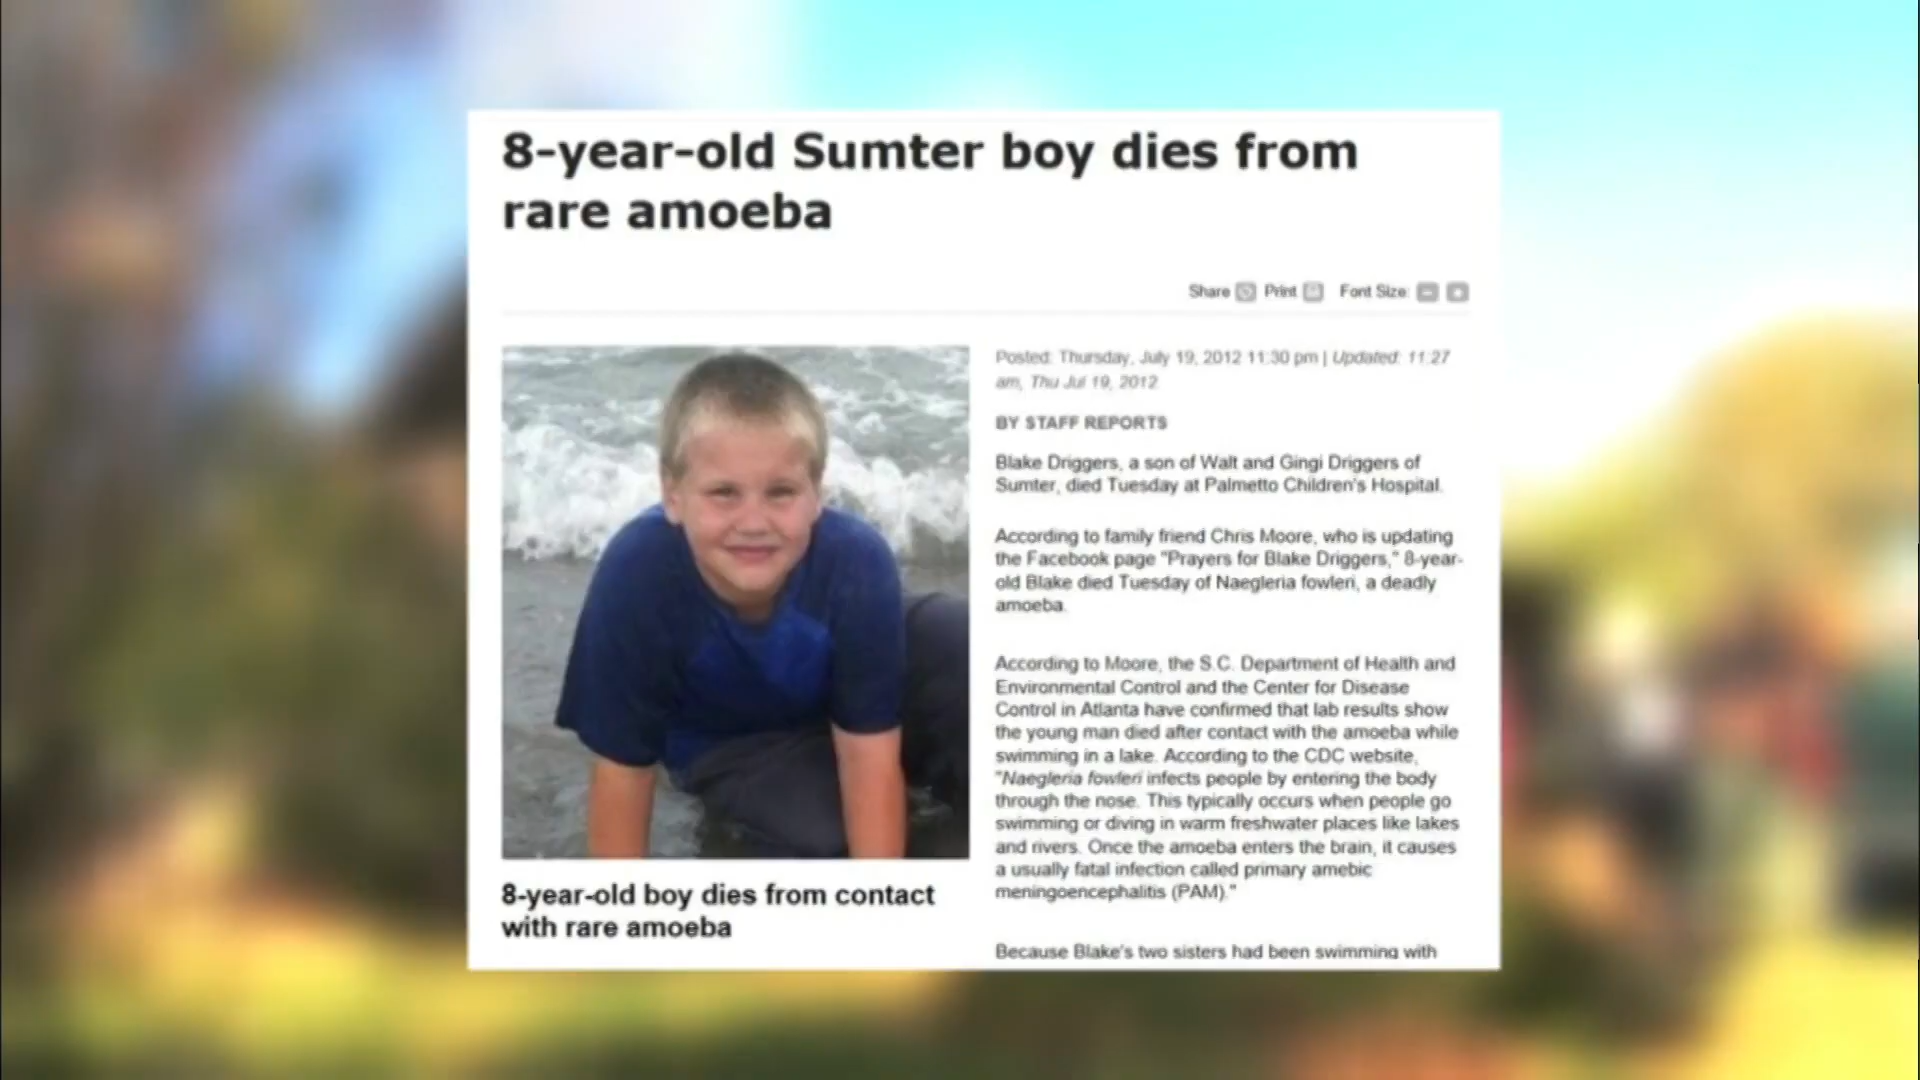 8-year-old Sumter boy dies from
rare amoeba
Share Print Font Size:
Posted: Thursday, July 19, 2012 11:30 pm | Updated: 11:27
am, Thu Jul 19, 2012.
BY STAFF REPORTS
Blake Driggers, a son of Walt and Gingi Driggers of
Sumter, died Tuesday at Palmetto Children's Hospital.
According to family friend Chris Moore, who is updating
the Facebook page "Prayers for Blake Driggers," 8-year-
old Blake died Tuesday of Naegleria fowleri, a deadly
amoeba.
According to Moore, the S.C. Department of Health and
Environmental Control and the Center for Disease
Control in Atlanta have confirmed that lab results show
the young man died after contact with the amoeba while
swimming in a lake. According to the CDC website,
"Naegleria fowleri infects people by entering the body
through the nose. This typically occurs when people go
swimming or diving in warm freshwater places like lakes
and rivers. Once the amoeba enters the brain, it causes
a usually fatal infection called primary amebic
meningoencephalitis (PAM)."
Because Blake's two sisters had been swimming with
8-year-old boy dies from contact
with rare amoeba